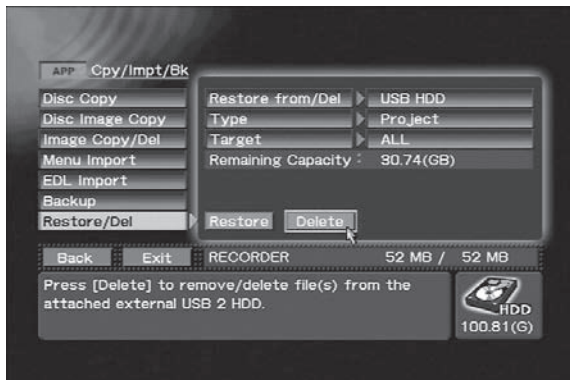 APP Cpy/Impt/Bk
Disc Copy
Disc Image Copy
Image Copy/Del
Menu Import
EDL Import
Backup
Restore/Del
Restore from/Del USB HDD
Type Project
Target ALL
Remaining Capacity : 30.74(GB)
Restore Delete
Back Exit RECORDER 52 MB / 52 MB
Press [Delete] to remove/delete file(s) from the
attached external USB 2 HDD.
HDD
100.81(G)